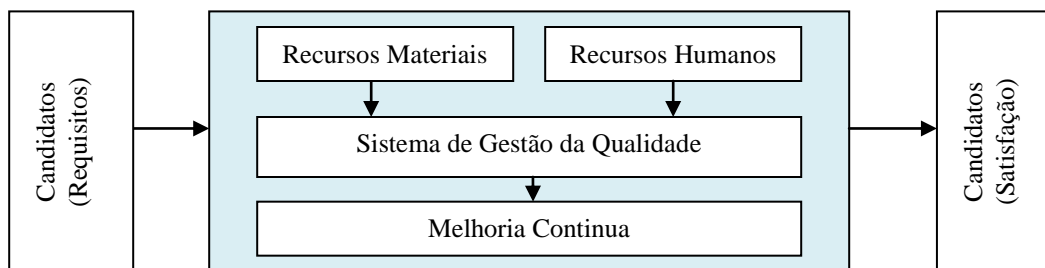 Candidatos
(Requisitos)
Recursos Materiais
Recursos Humanos
Sistema de Gestão da Qualidade
Melhoria Continua
Candidatos
(Satisfação)